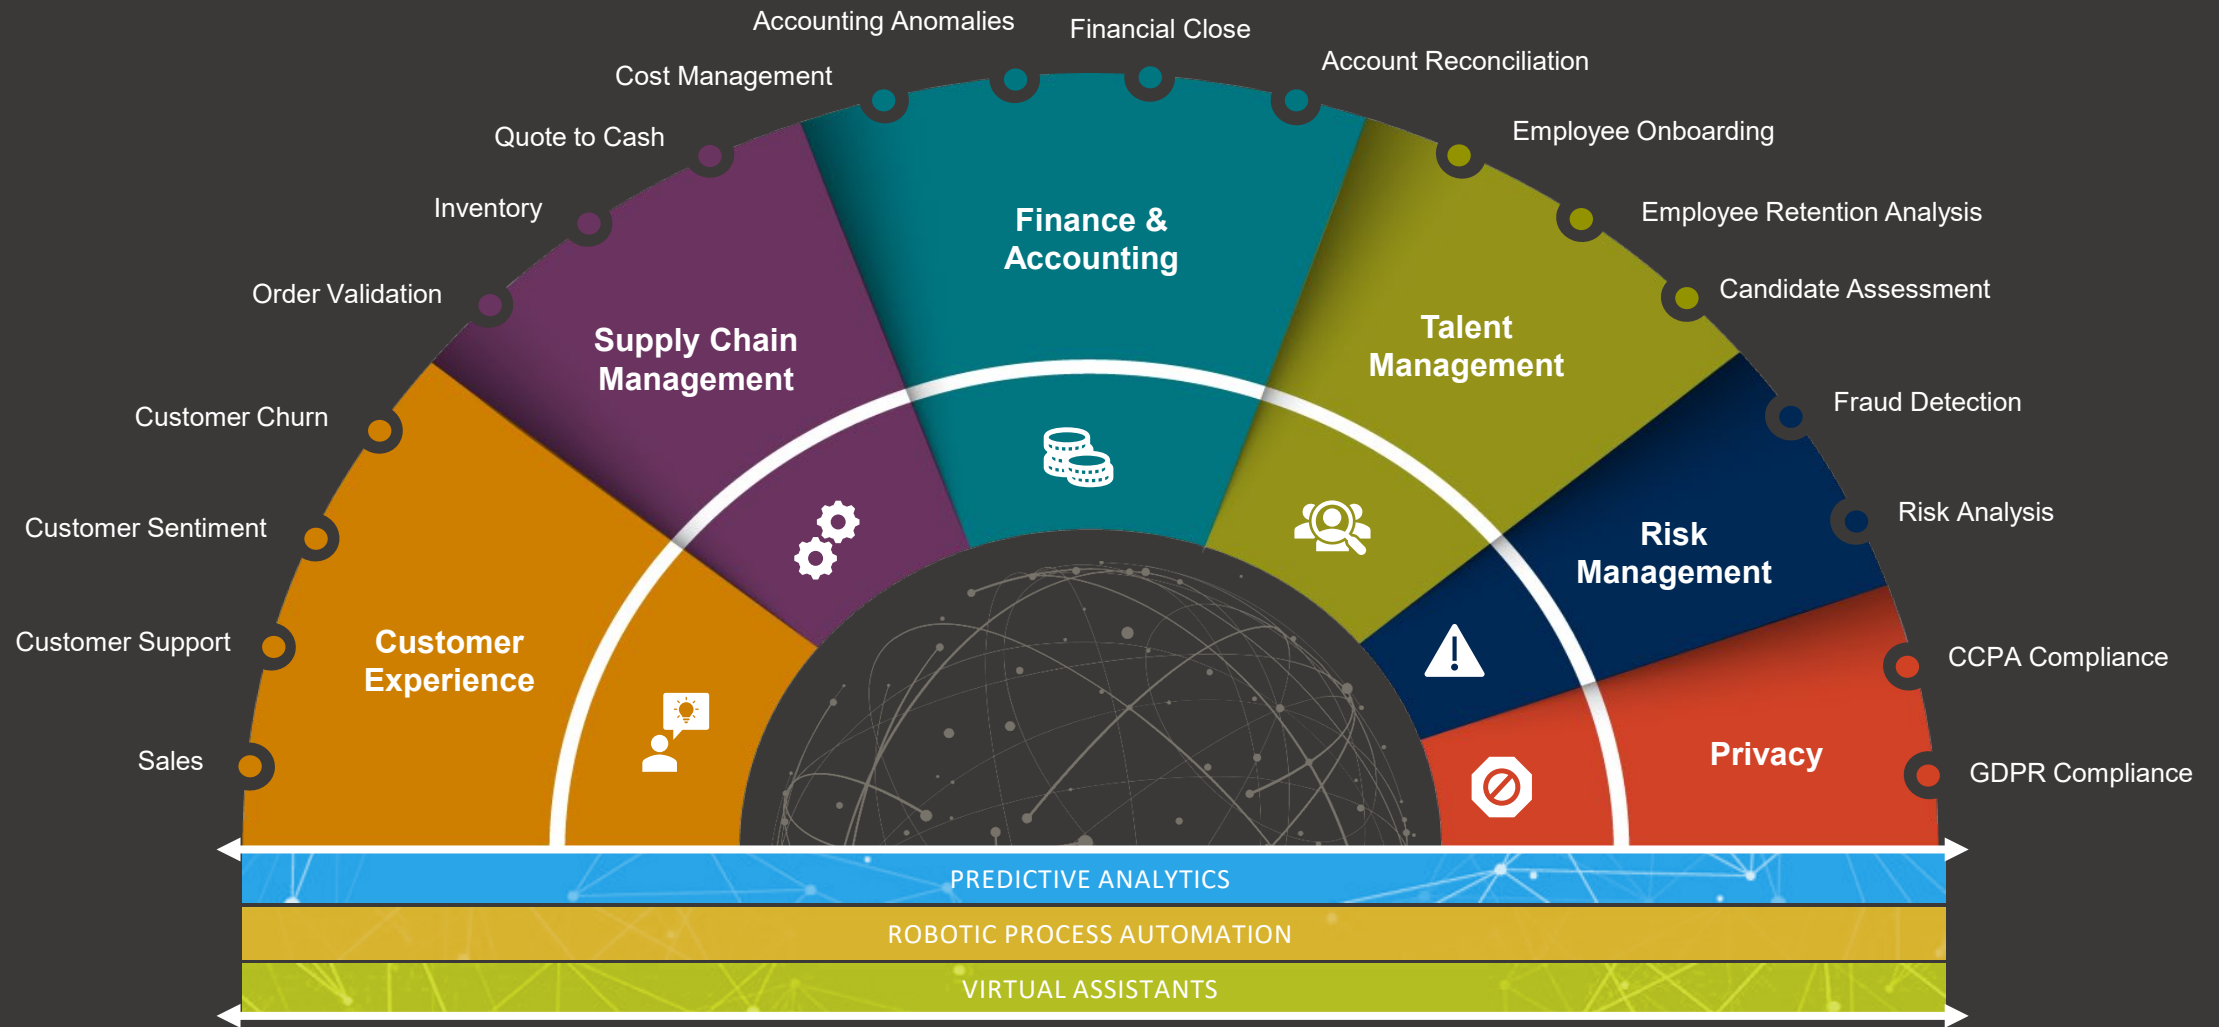 Accounting Anomalies
Financial Close
Account Reconciliation
Cost Management
Quote to Cash
Employee Onboarding
Inventory
Employee Retention Analysis
Order Validation
Candidate Assessment
Finance &
Accounting
Supply Chain
Management
Talent
Management
Customer Churn
Fraud Detection
Customer Sentiment
Risk Analysis
Risk
Management
Customer Support
Customer
Experience
CCPA Compliance
Sales
Privacy
GDPR Compliance
PREDICTIVE ANALYTICS
ROBOTIC PROCESS AUTOMATION
VIRTUAL ASSISTANTS